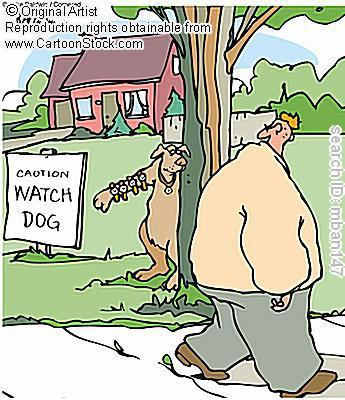 © Original Artist
Reproduction rights obtainable from
www.CartoonStock.com
CAUTION
WATCH
DOG
search ID: mban147